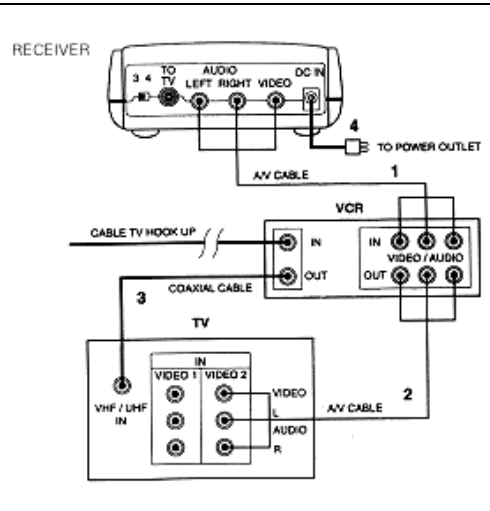 RECEIVER
3 4 TO TV AUDIO LEFT RIGHT VIDEO DC IN
4
TO POWER OUTLET
A/V CABLE 1
VCR
CABLE TV HOOK UP
IN IN
VIDEO / AUDIO
OUT OUT
3 COAXIAL CABLE
TV
IN
VIDEO 1 VIDEO 2
VHF / UHF IN
VIDEO
L
AUDIO
R
A/V CABLE 2